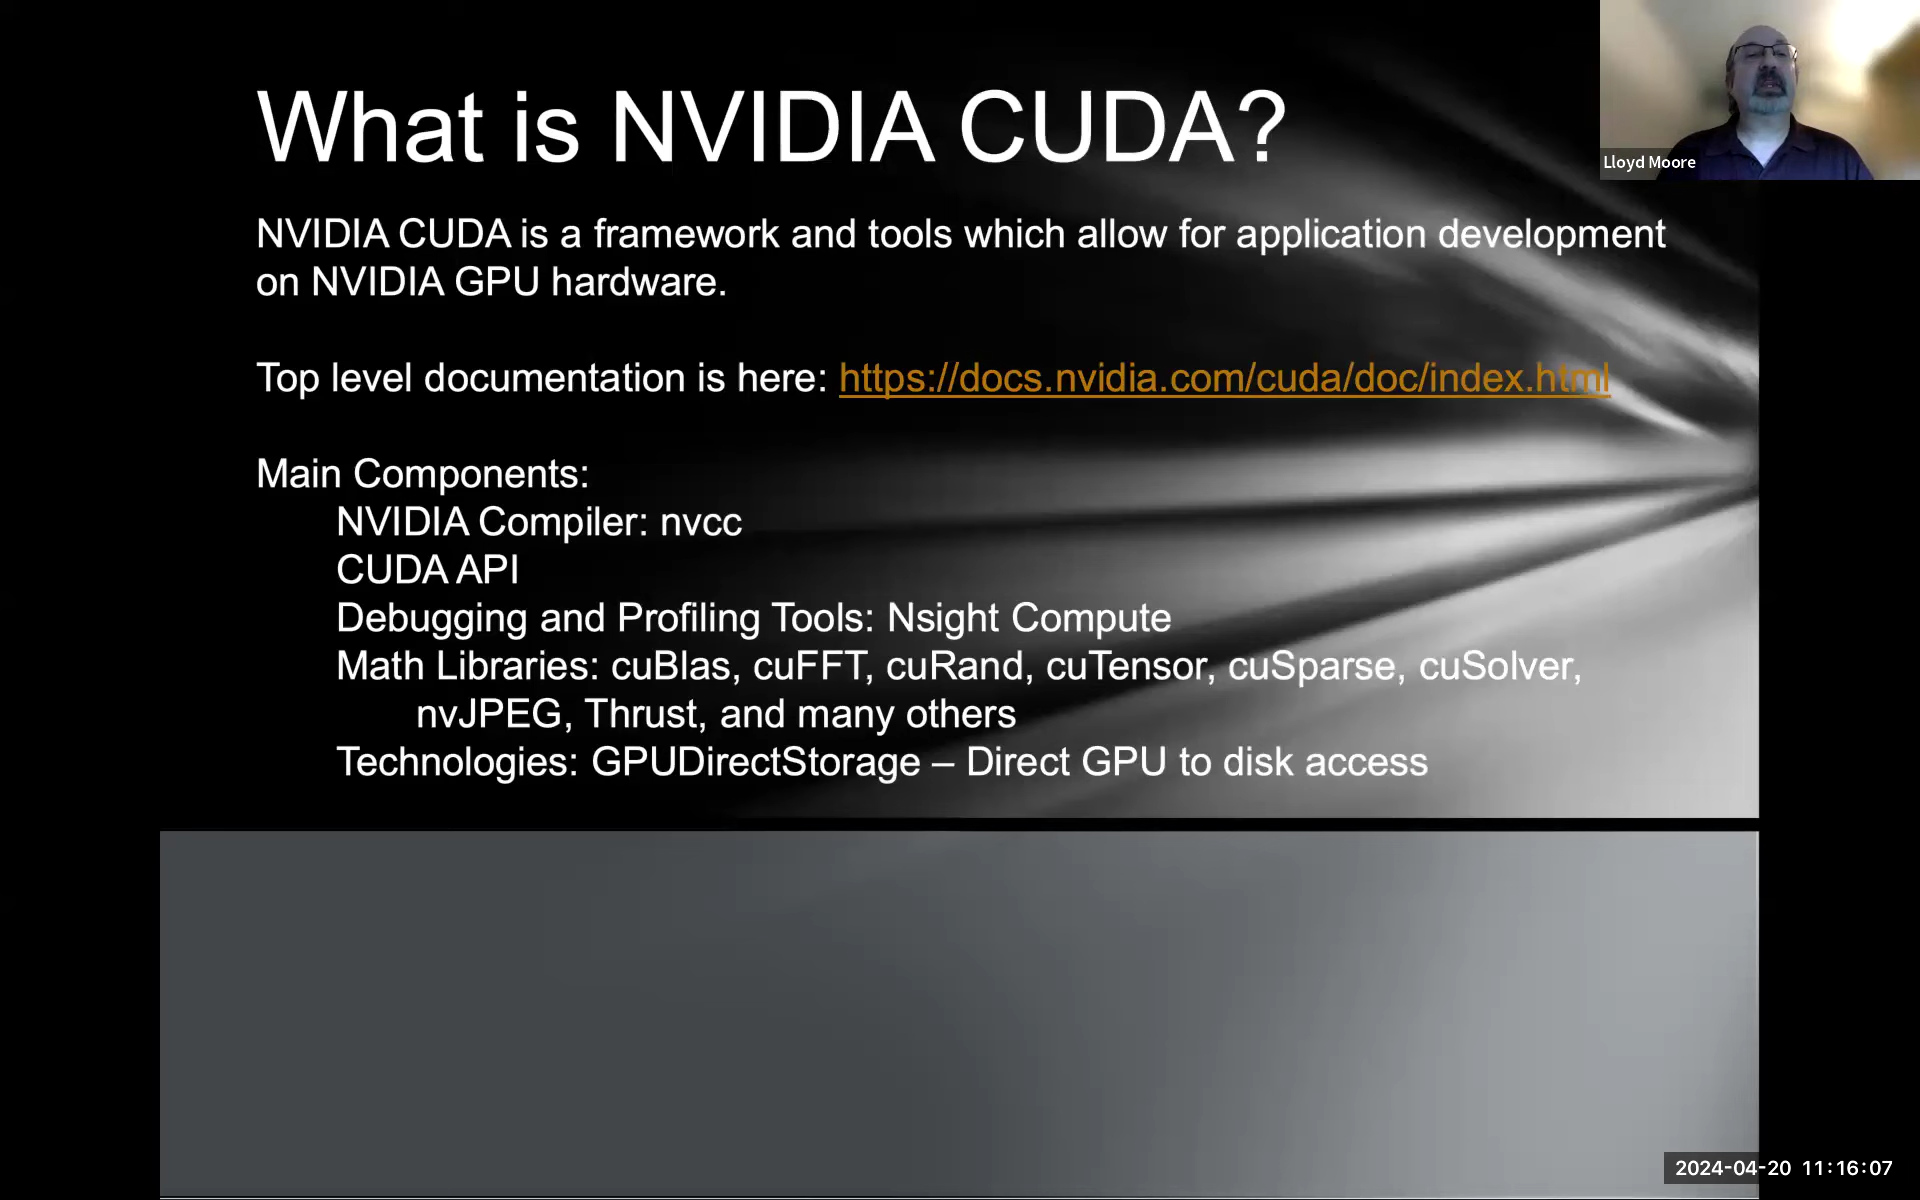 What is NVIDIA CUDA?
Lloyd Moore
NVIDIA CUDA is a framework and tools which allow for application development
on NVIDIA GPU hardware.
Top level documentation is here: https://docs.nvidia.com/cuda/doc/index.html
Main Components:
NVIDIA Compiler: nvcc
CUDA API
Debugging and Profiling Tools: Nsight Compute
Math Libraries: cuBlas, cuFFT, cuRand, cuTensor, cuSparse, cuSolver,
nvJPEG, Thrust, and many others
Technologies: GPUDirectStorage – Direct GPU to disk access
2024-04-20 11:16:07